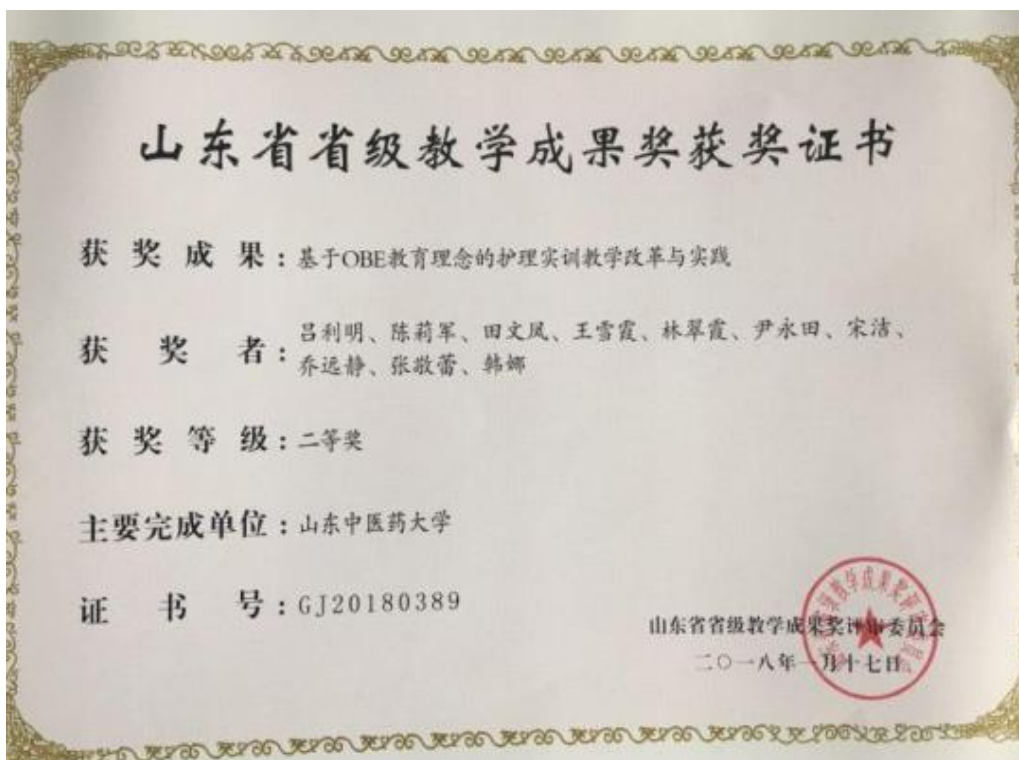 山东省省级教学成果奖获奖证书
获奖成果：基于OBE教育理念的护理实训教学改革与实践
获奖者：吕利明、陈莉军、田文凤、王雪霞、林翠霞、尹永田、宋洁、
乔远静、张敬蕾、韩娜
获奖等级：二等奖
主要完成单位：山东中医药大学
证书号：GJ20180389
山东省省级教学成果奖评审委员会
二〇一八年一月十七日